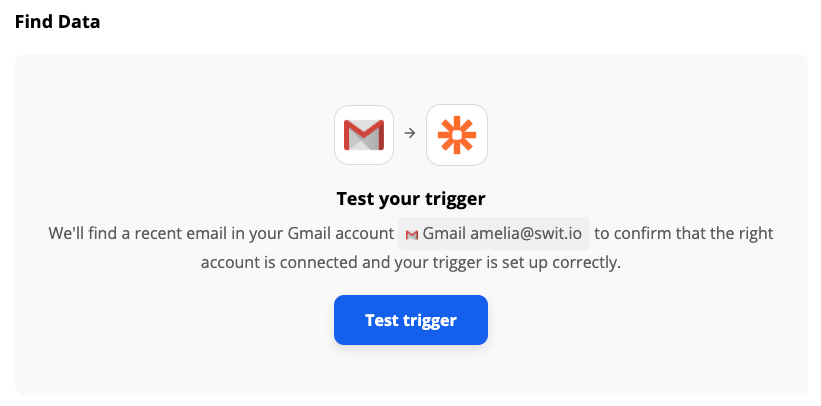 Find Data
Test your trigger
We'll find a recent email in your Gmail account Gmail amelia@swit.io to confirm that the right
account is connected and your trigger is set up correctly.
Test trigger